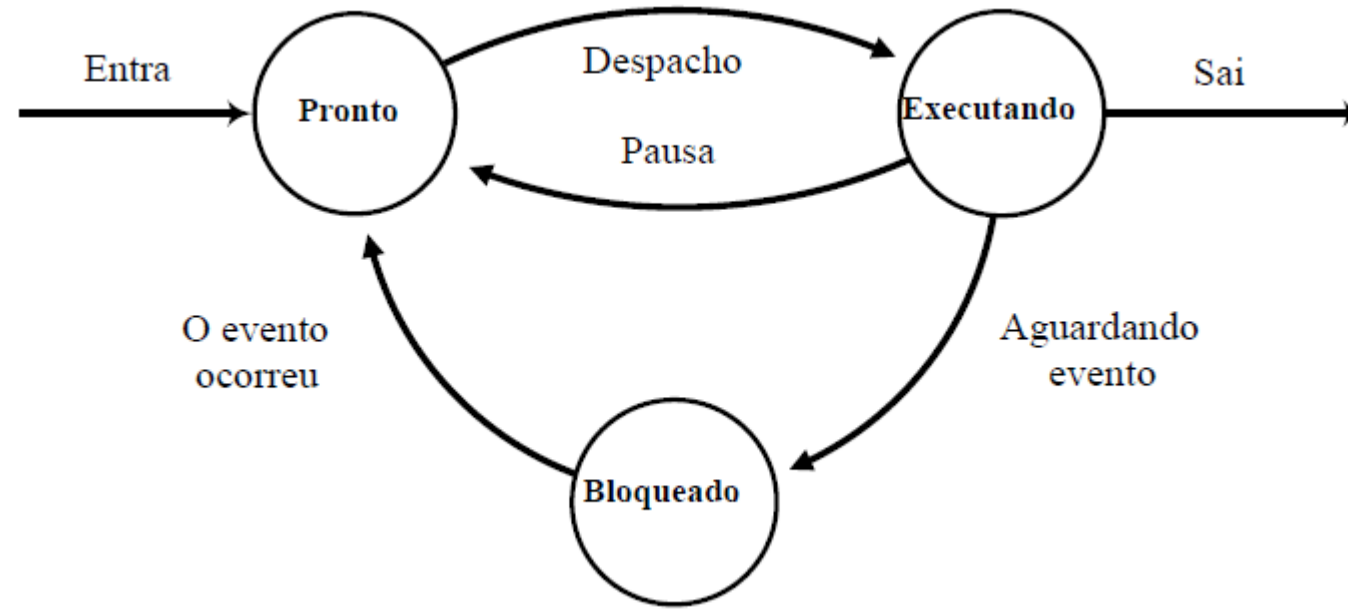 Entra
Despacho
Sai
Pronto
Executando
Pausa
O evento
ocorreu
Aguardando
evento
Bloqueado